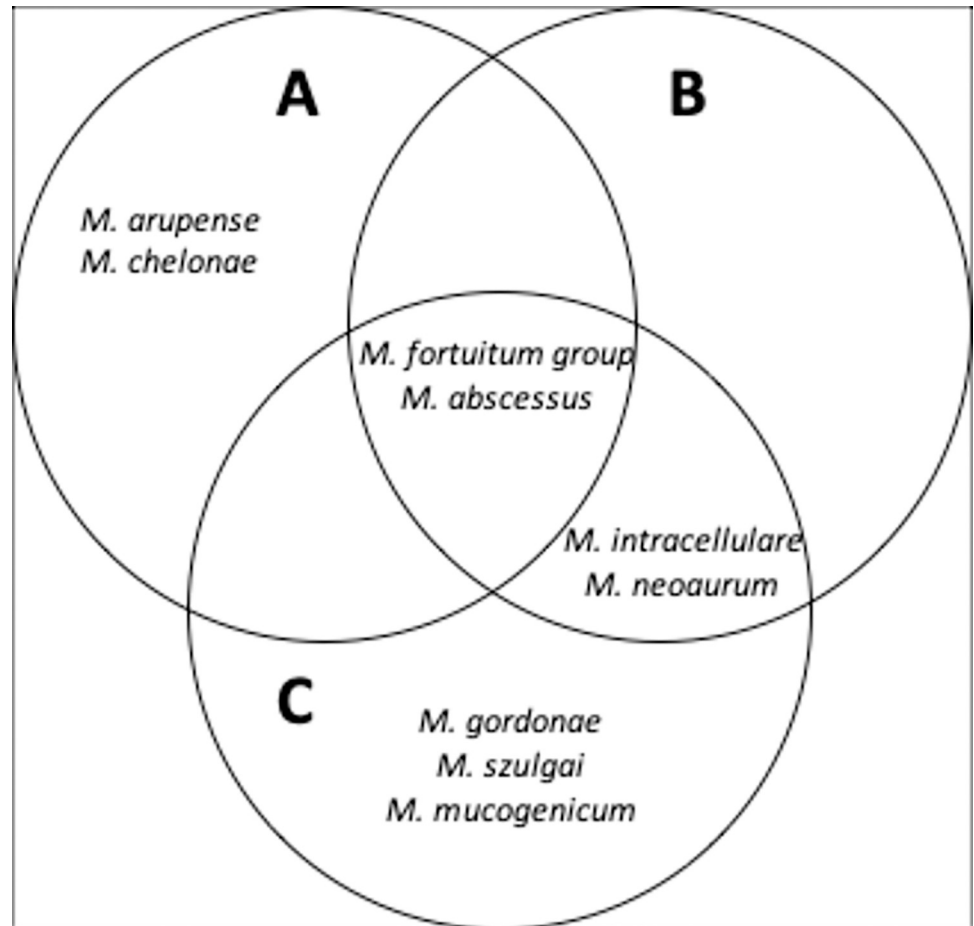 A
B
M. arupense
M. chelonae
M. fortuitum group
M. abscessus
M. intracellulare
M. neoaurum
C
M. gordonae
M. szulgai
M. mucogenicum